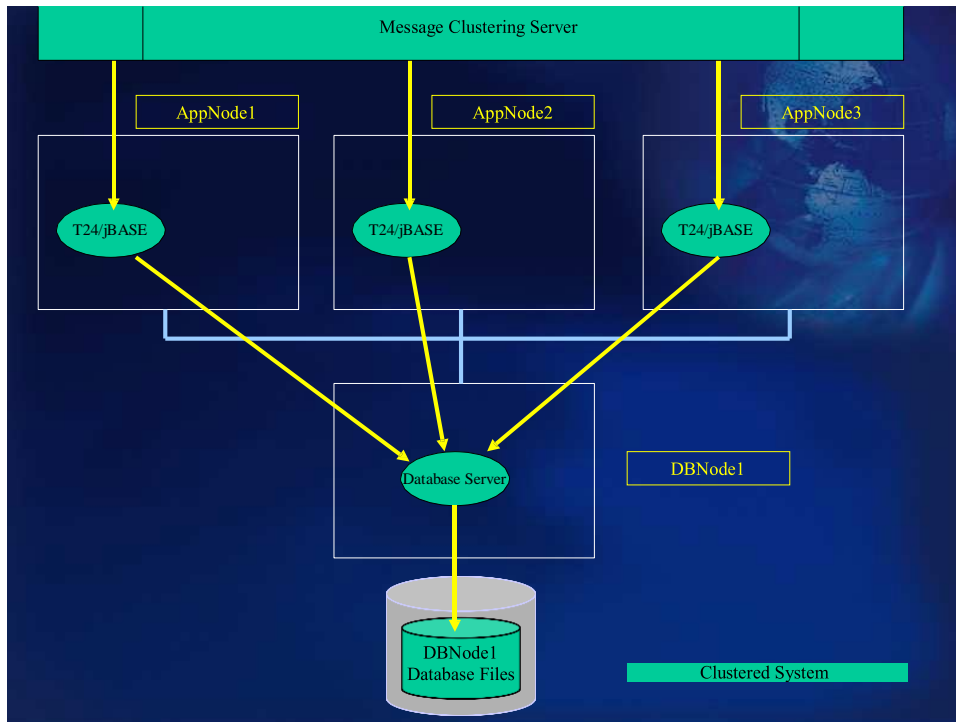 Message Clustering Server
AppNode1
AppNode2
AppNode3
T24/jBASE
T24/jBASE
T24/jBASE
Database Server
DBNode1
DBNode1
Database Files
Clustered System